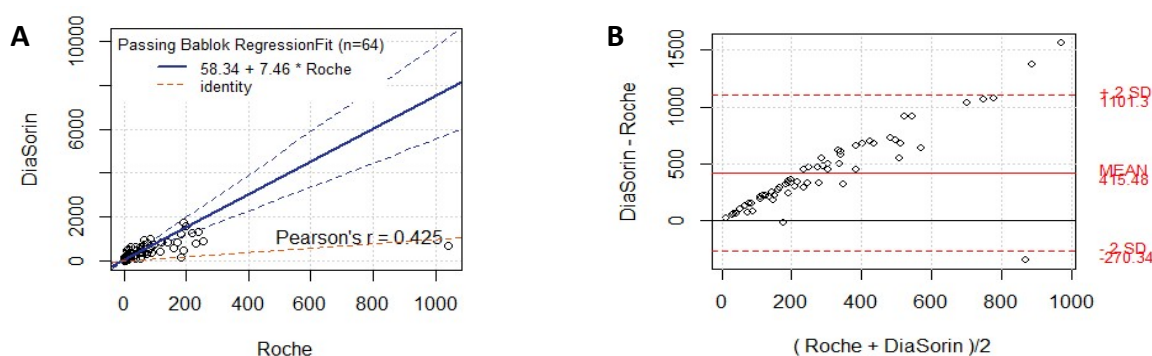 A
Passing Bablok RegressionFit (n=64)
58.34 + 7.46 * Roche
identity
Pearson's r = 0.425
DiaSorin
0
2000
6000
10000
0
200
400
600
800
1000
Roche
B
DiaSorin - Roche
0
500
1000
1500
+ 2 SD
1101.3
MEAN
415.48
- 2 SD
-270.34
0
200
400
600
800
1000
( Roche + DiaSorin )/2